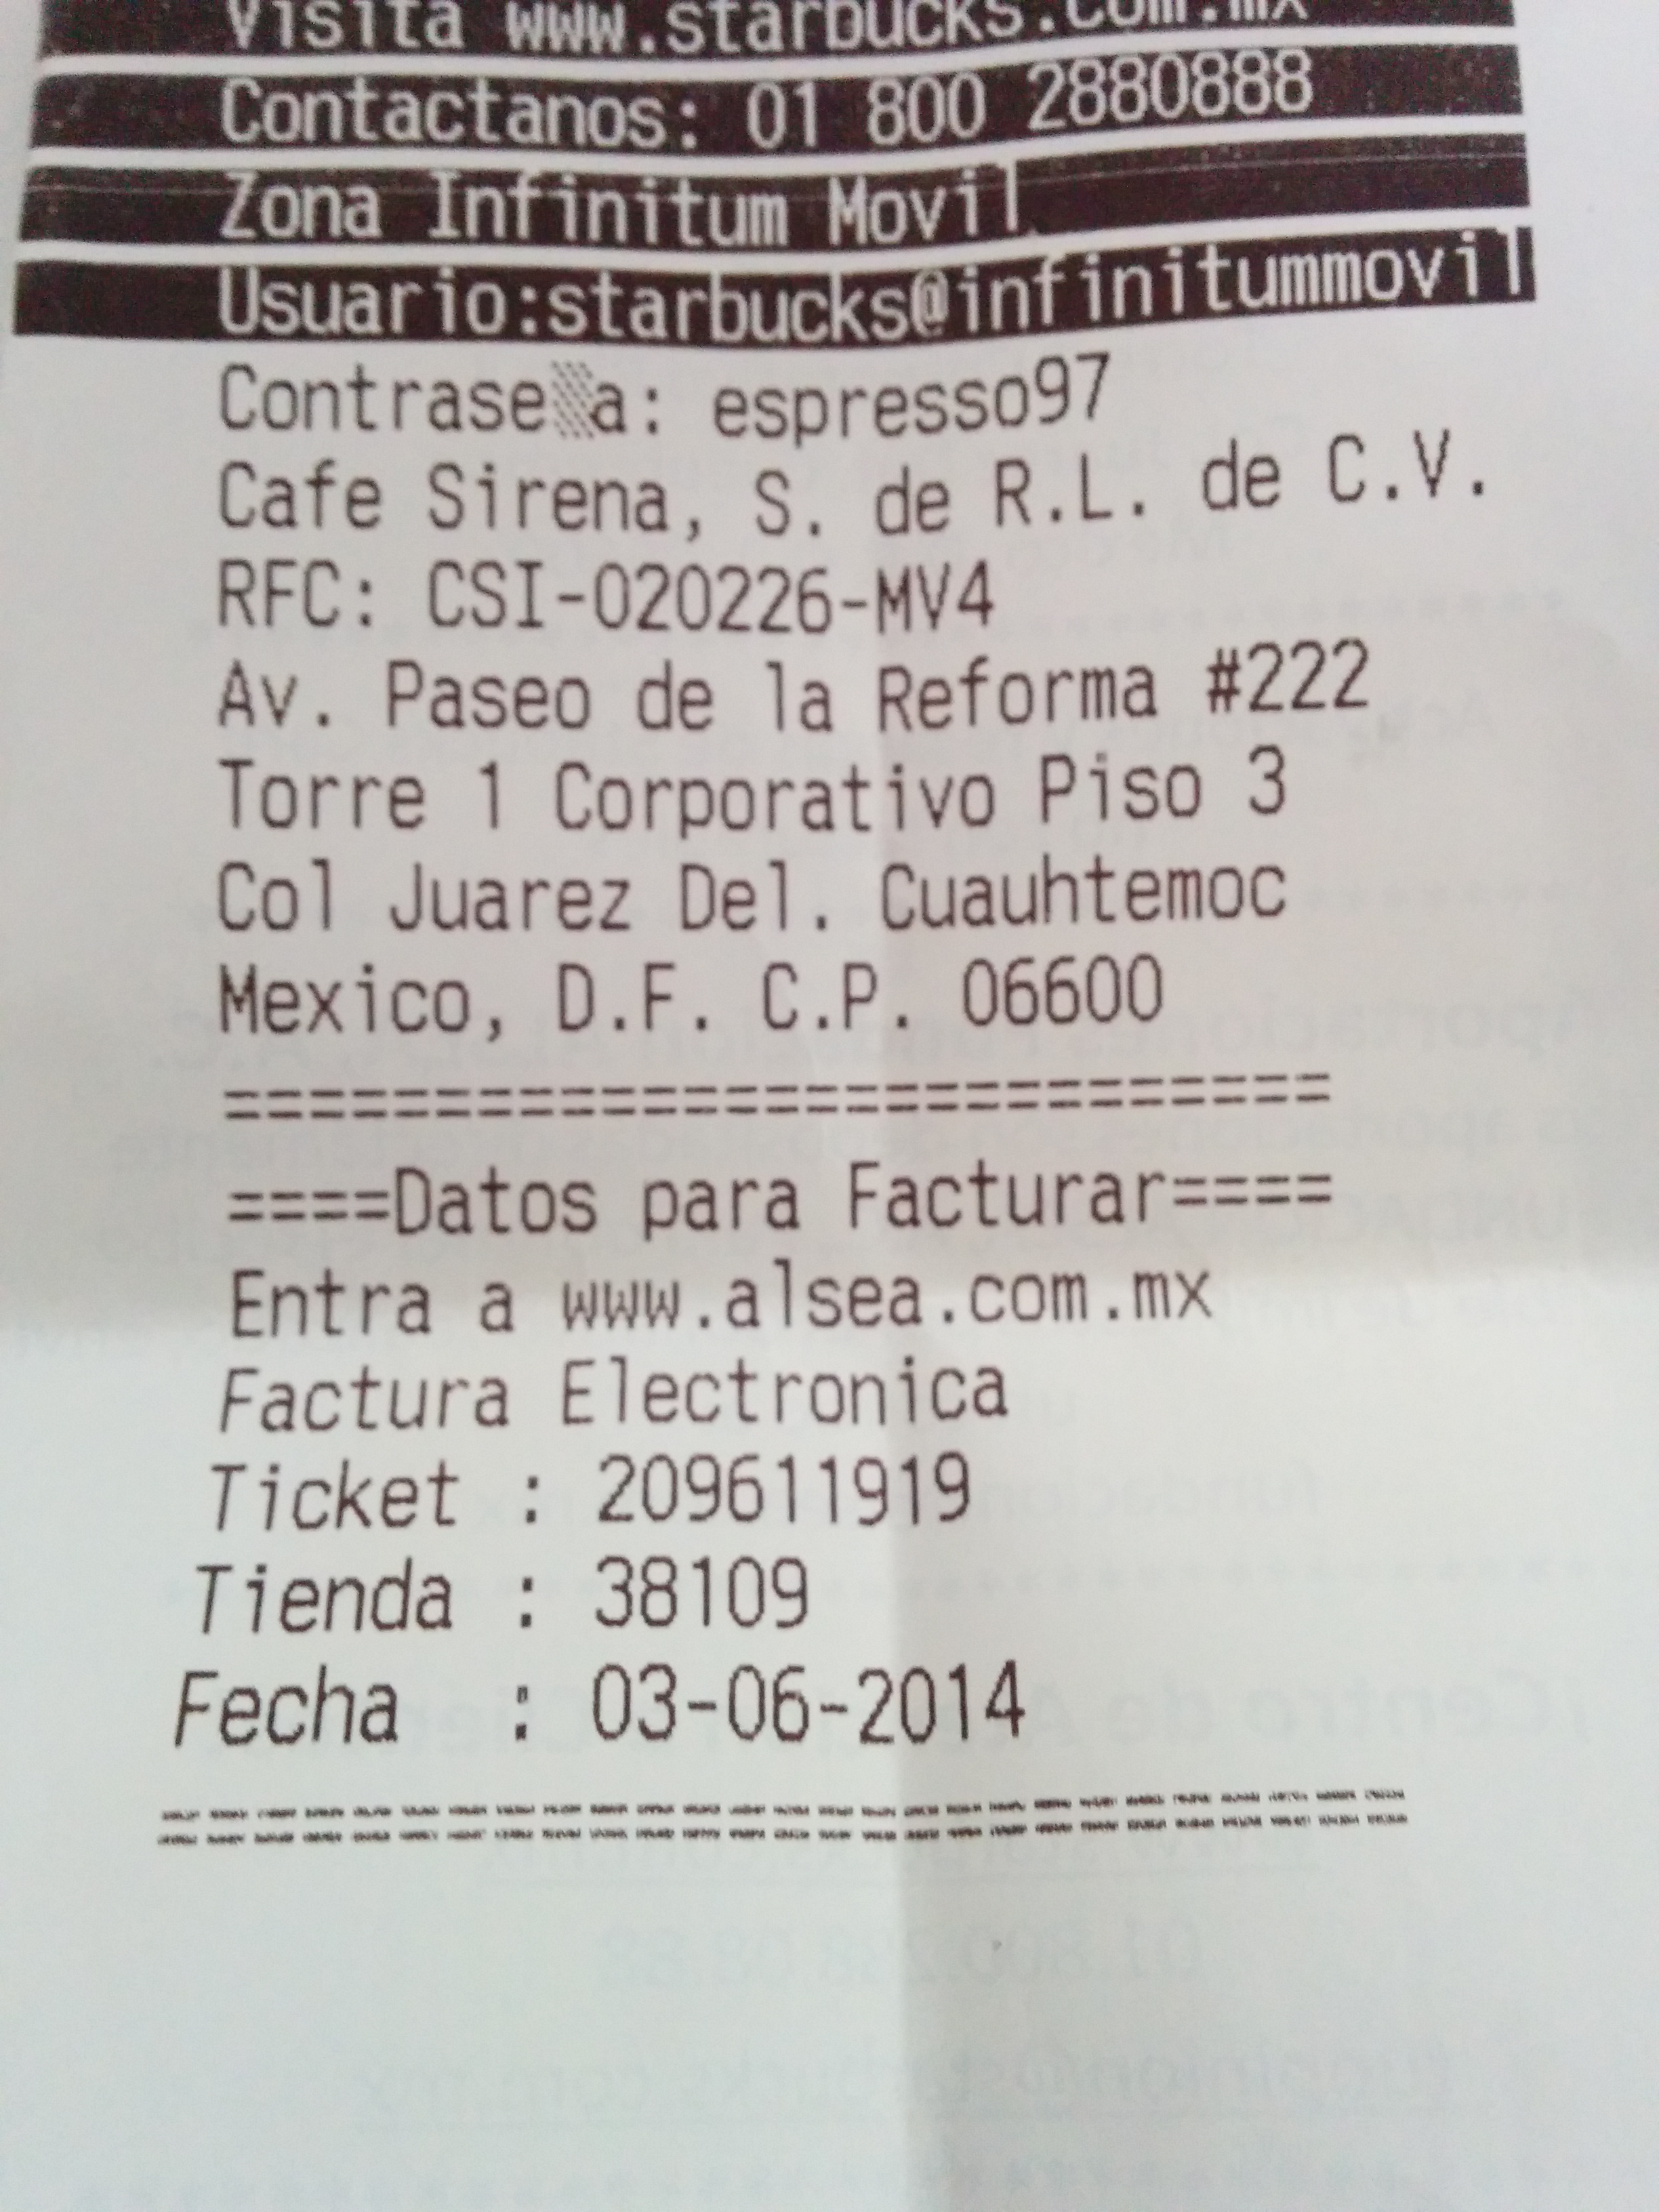 Visita www.starbucks.com.mx
Contactanos: 01 800 2880888
Zona Infinitum Movil
Usuario:starbucks@infinitummovil
Contrase▒a: espresso97
Cafe Sirena, S. de R.L. de C.V.
RFC: CSI-020226-MV4
Av. Paseo de la Reforma #222
Torre 1 Corporativo Piso 3
Col Juarez Del. Cuauhtemoc
Mexico, D.F. C.P. 06600
===========================
====Datos para Facturar====
Entra a www.alsea.com.mx
Factura Electronica
Ticket : 209611919
Tienda : 38109
Fecha : 03-06-2014
===========================